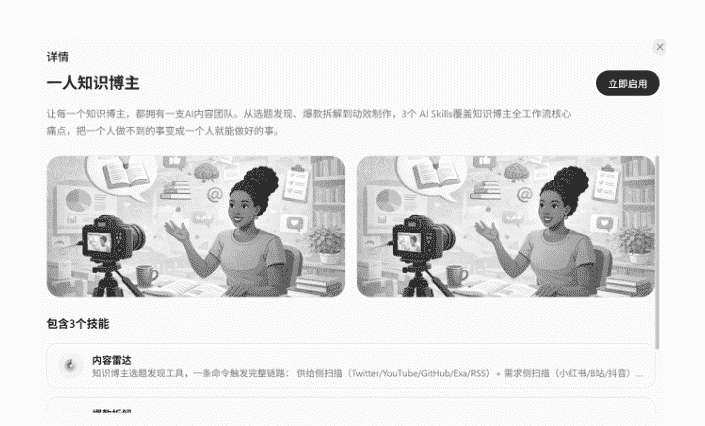 详情
一人知识博主
立即启用
让每一个知识博主，都拥有一支AI内容团队。从选题发现、爆款拆解到动效制作，3个 AI Skills覆盖知识博主全工作流核心
痛点，把一个人做不到的事变成一个人就能做好的事。
包含3个技能
内容雷达
知识博主选题发现工具，一条命令触发完整链路： 供给侧扫描（Twitter/YouTube/GitHub/Exa/RSS）+ 需求侧扫描（小红书/B站/抖音）...
爆款拆解